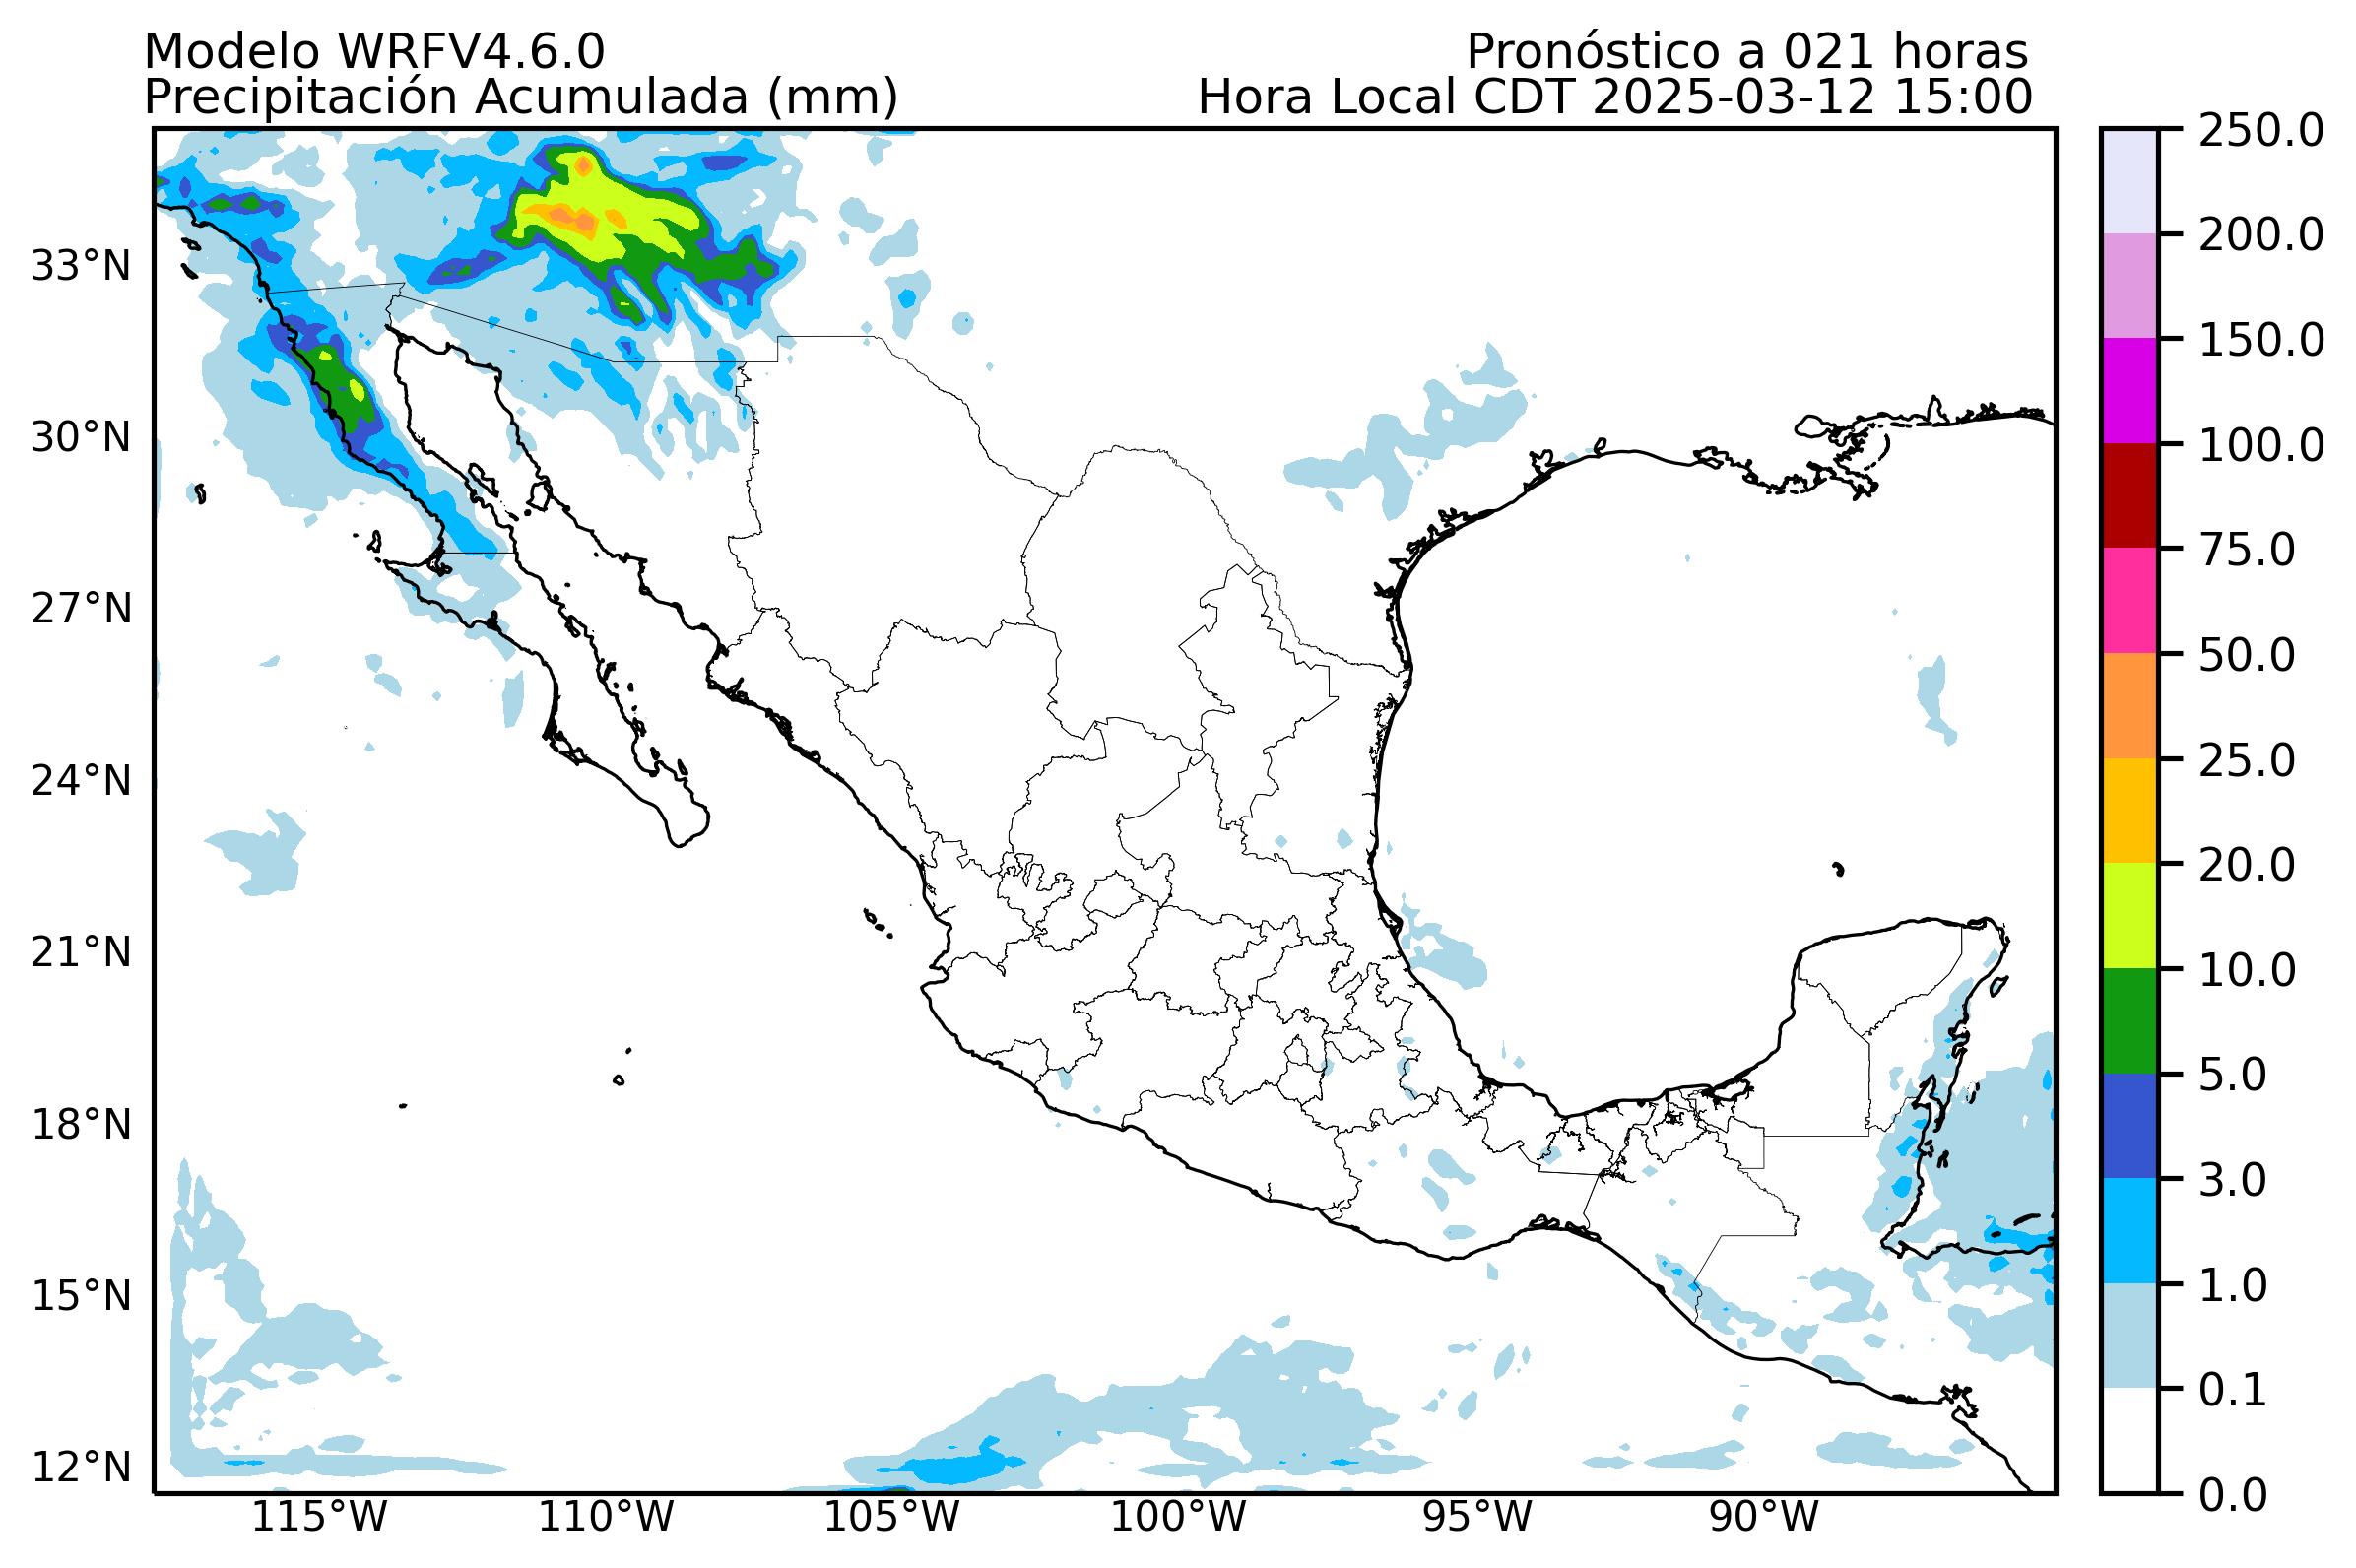 Modelo WRFV4.6.0
Pronóstico a 021 horas
Precipitación Acumulada (mm)
Hora Local CDT 2025-03-12 15:00
33°N
30°N
27°N
24°N
21°N
18°N
15°N
12°N
115°W
110°W
105°W
100°W
95°W
90°W
250.0
200.0
150.0
100.0
75.0
50.0
25.0
20.0
10.0
5.0
3.0
1.0
0.1
0.0